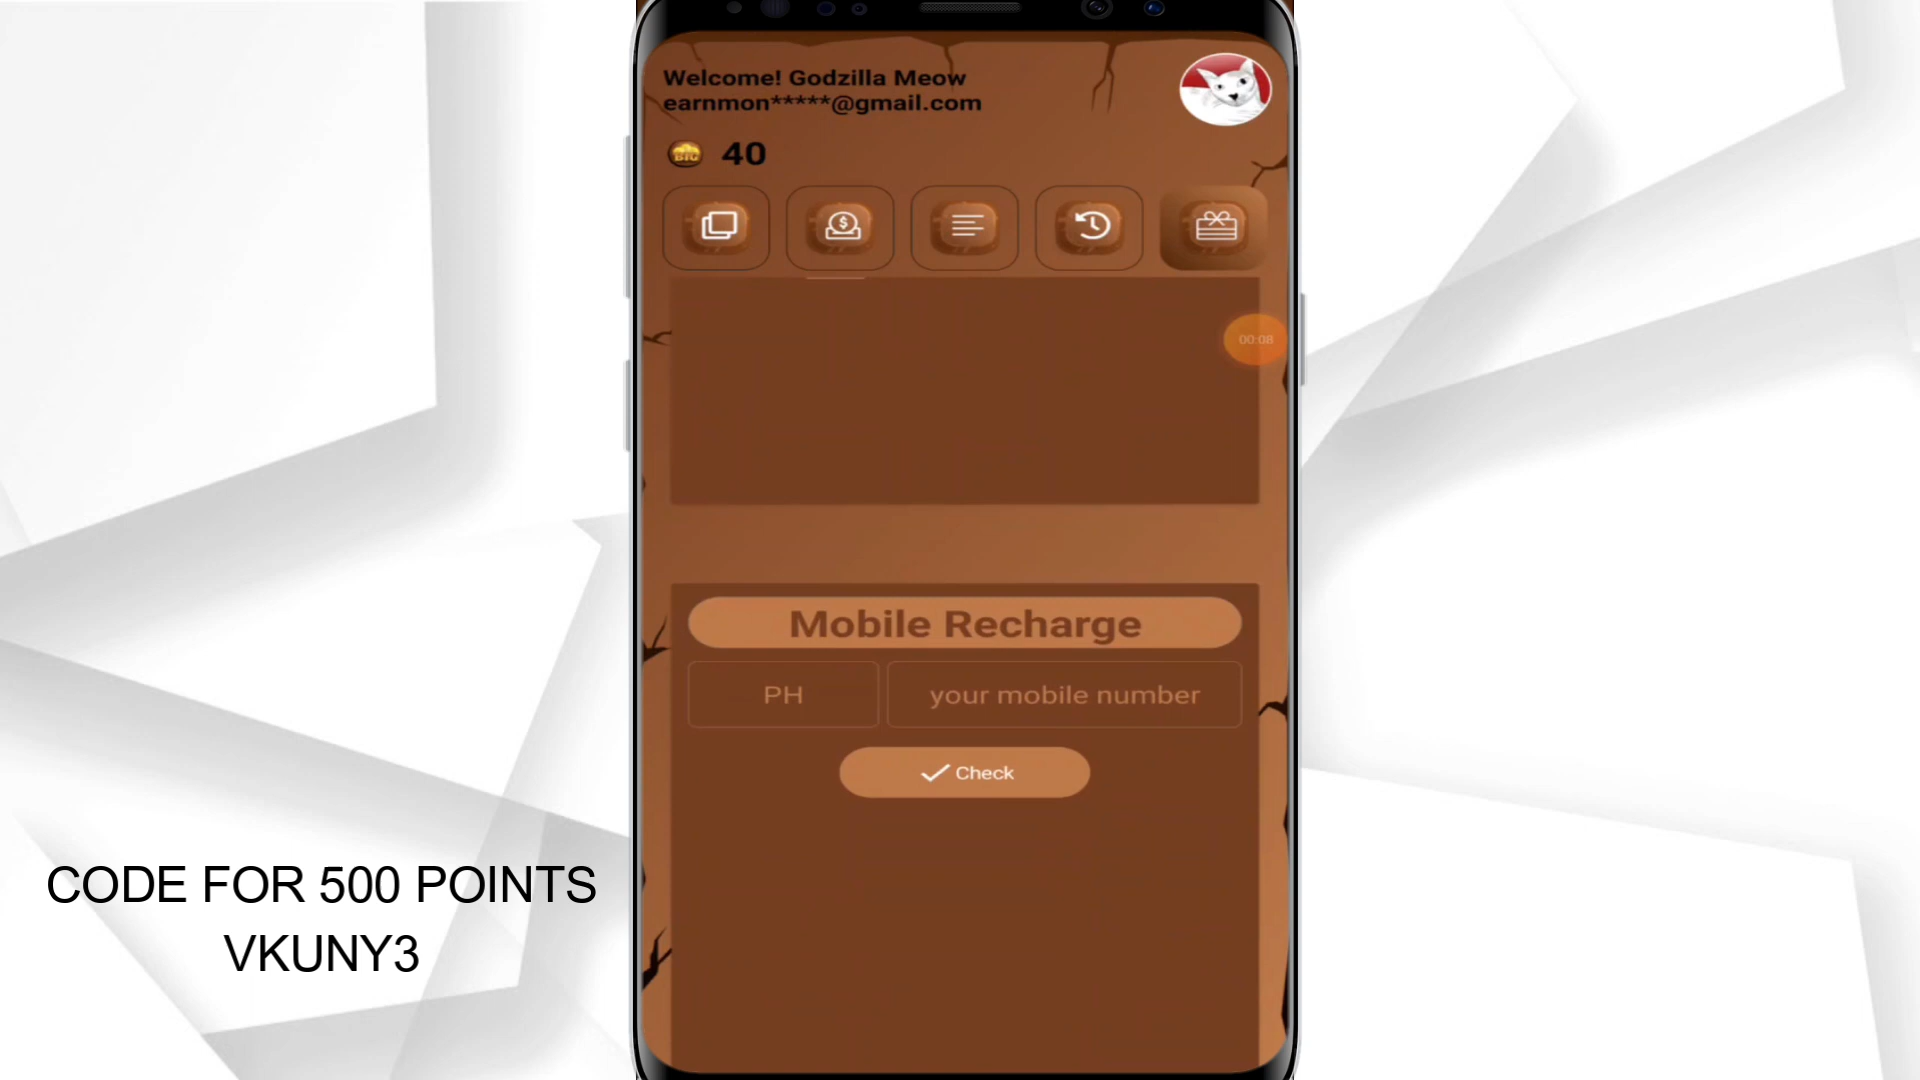 Welcome! Godzilla Meow
earnmon*****@gmail.com
BIG 40
00:08
Mobile Recharge
PH your mobile number
Check
CODE FOR 500 POINTS
VKUNY3